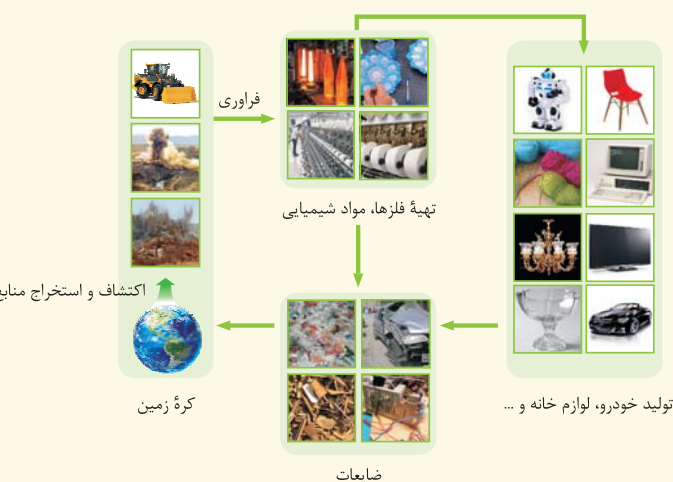 فراوری
تهیهٔ فلزها، مواد شیمیایی
اکتشاف و استخراج منابع
کرهٔ زمین
تولید خودرو، لوازم خانه و ...
ضایعات